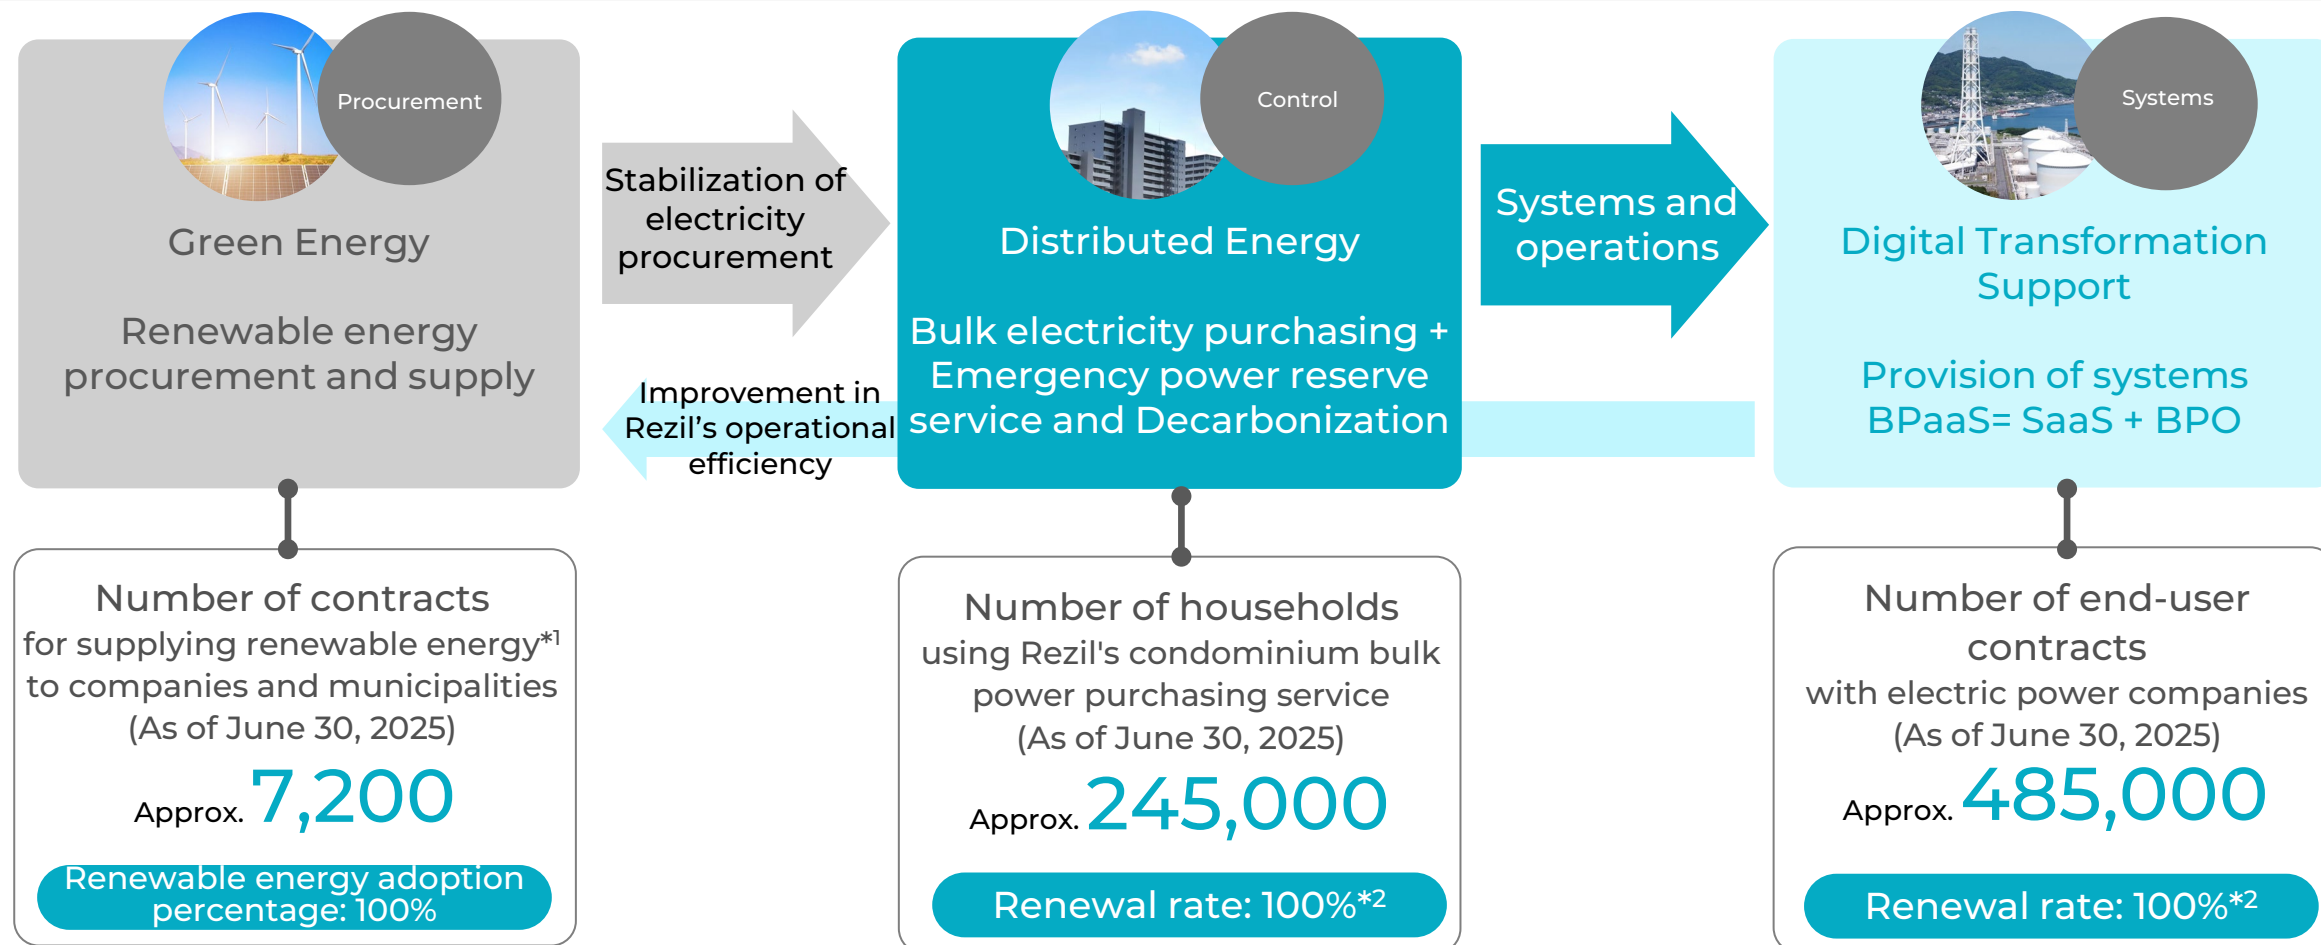 Procurement
Green Energy
Renewable energy
procurement and supply
Stabilization of
electricity
procurement
Improvement in
Rezil’s operational
efficiency
Control
Distributed Energy
Bulk electricity purchasing +
Emergency power reserve
service and Decarbonization
Systems and
operations
Systems
Digital Transformation
Support
Provision of systems
BPaaS= SaaS + BPO
Number of contracts
for supplying renewable energy*1
to companies and municipalities
(As of June 30, 2025)
Approx. 7,200
Renewable energy adoption
percentage: 100%
Number of households
using Rezil's condominium bulk
power purchasing service
(As of June 30, 2025)
Approx. 245,000
Renewal rate: 100%*2
Number of end-user
contracts
with electric power companies
(As of June 30, 2025)
Approx. 485,000
Renewal rate: 100%*2